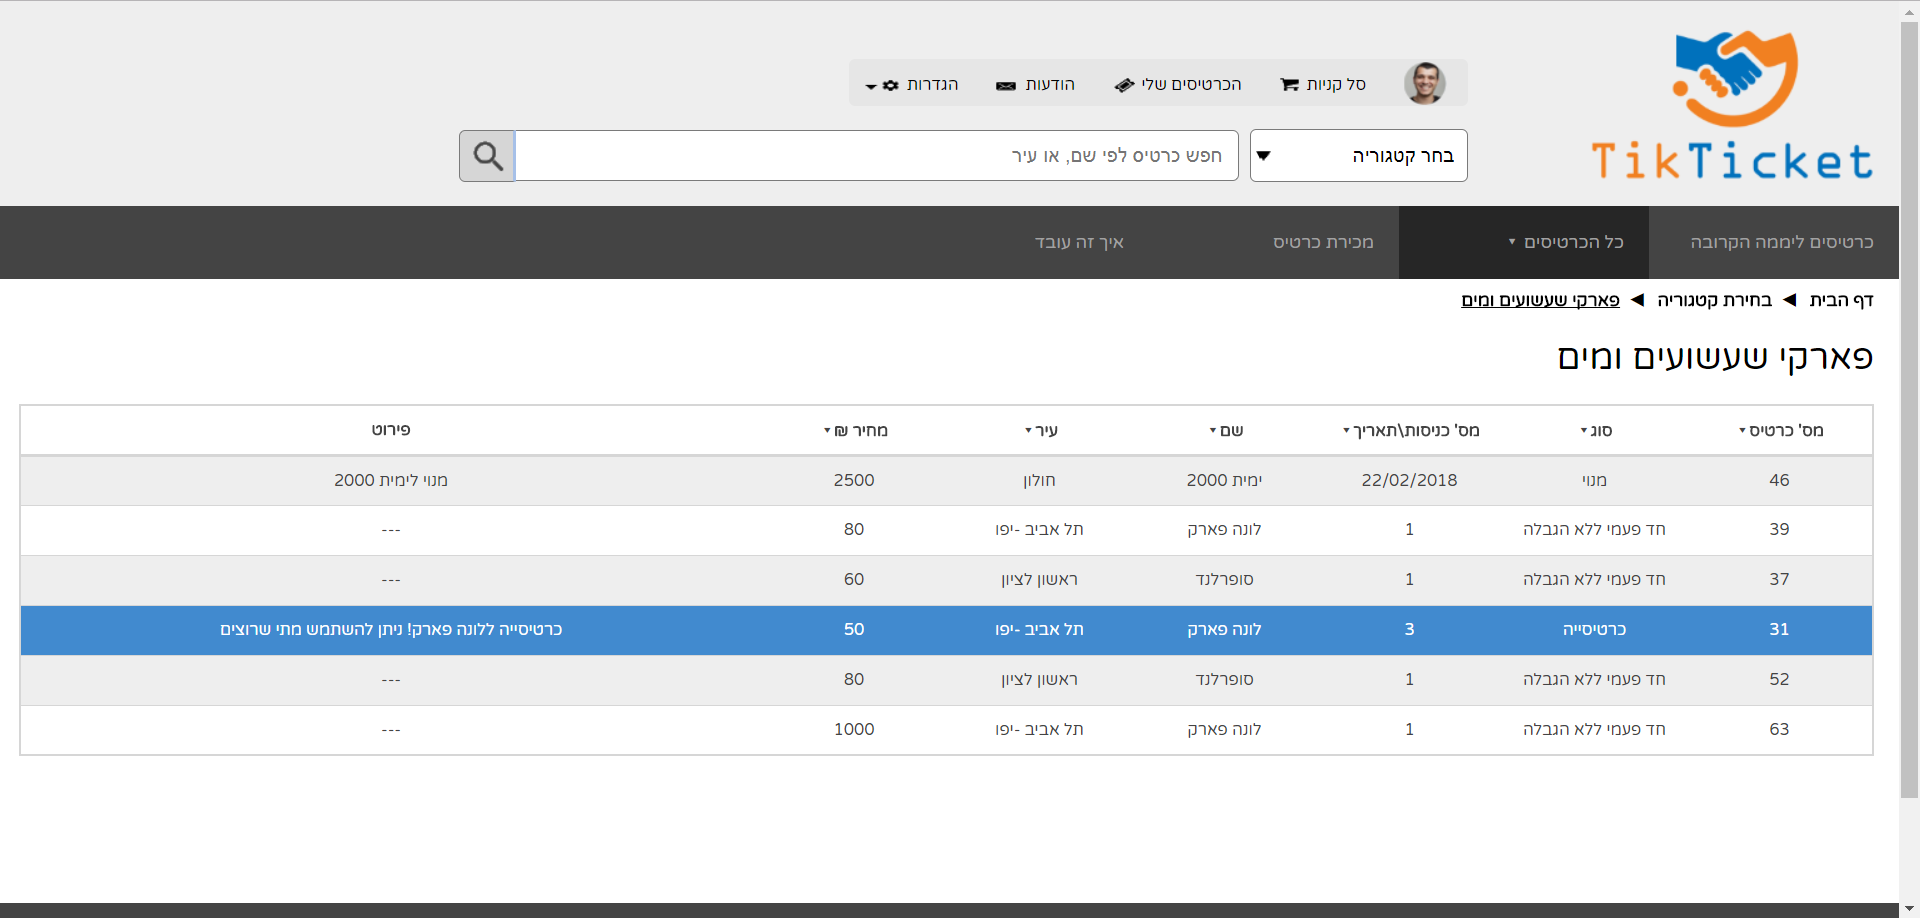 TikTicket
סל קניות הכרטיסים שלי הודעות הגדרות
בחר קטגוריה חפש כרטיס לפי שם, או עיר
כרטיסים ליממה הקרובה כל הכרטיסים מכירת כרטיס איך זה עובד
דף הבית ◀ בחירת קטגוריה ◀ פארקי שעשועים ומים
פארקי שעשועים ומים
מס' כרטיס סוג מס' כניסות\תאריך שם עיר מחיר ₪ פירוט
46 מנוי 22/02/2018 ימית 2000 חולון 2500 מנוי לימית 2000
39 חד פעמי ללא הגבלה 1 לונה פארק תל אביב -יפו 80 ---
37 חד פעמי ללא הגבלה 1 סופרלנד ראשון לציון 60 ---
31 כרטיסייה 3 לונה פארק תל אביב -יפו 50 כרטיסייה ללונה פארק! ניתן להשתמש מתי שרוצים
52 חד פעמי ללא הגבלה 1 סופרלנד ראשון לציון 80 ---
63 חד פעמי ללא הגבלה 1 לונה פארק תל אביב -יפו 1000 ---